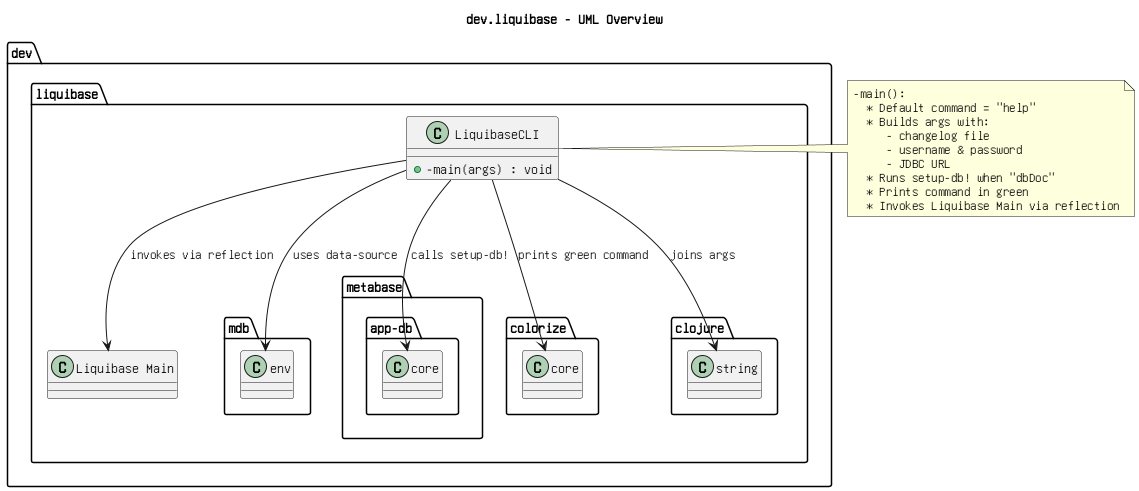 dev.liquibase - UML Overview
dev
liquibase
C LiquibaseCLI
-main(args) : void
-main():
* Default command = "help"
* Builds args with:
- changelog file
- username & password
- JDBC URL
* Runs setup-db! when "dbDoc"
* Prints command in green
* Invokes Liquibase Main via reflection
invokes via reflection
uses data-source
calls setup-db!
prints green command
joins args
metabase
mdb
app-db
colorize
clojure
C Liquibase Main
C env
C core
C core
C string